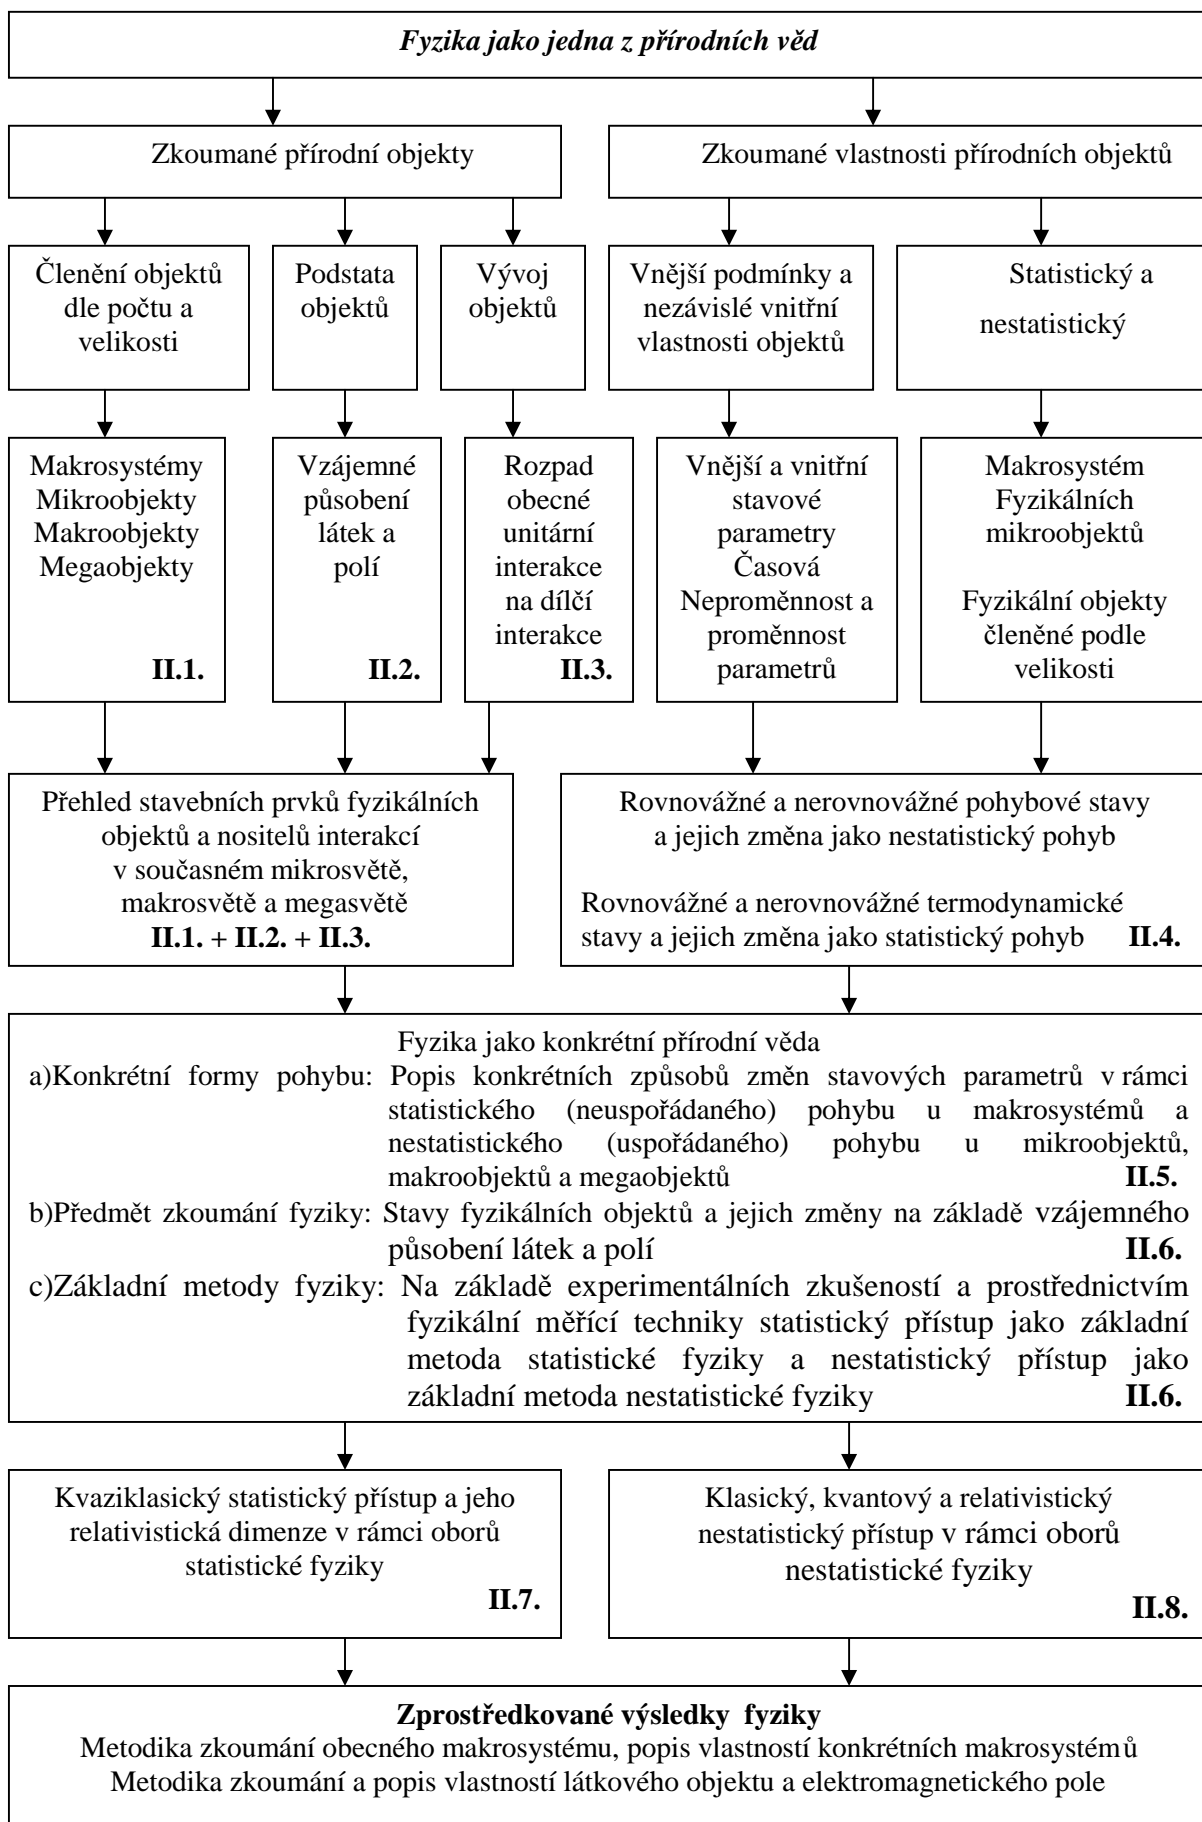 Fyzika jako jedna z přírodních věd
Zkoumané přírodní objekty
Zkoumané vlastnosti přírodních objektů
Členění objektů
dle počtu a
velikosti
Podstata
objektů
Vývoj
objektů
Vnější podmínky a
nezávislé vnitřní
vlastnosti objektů
Statistický a
nestatistický
Makrosystémy
Mikroobjekty
Makroobjekty
Megaobjekty
II.1.
Vzájemné
působení
látek a
polí
II.2.
Rozpad
obecné
unitární
interakce
na dílčí
interakce
II.3.
Vnější a vnitřní
stavové
parametry
Časová
Neproměnnost a
proměnnost
parametrů
Makrosystém
Fyzikálních
mikroobjektů
Fyzikální objekty
členěné podle
velikosti
Přehled stavebních prvků fyzikálních
objektů a nositelů interakcí
v současném mikrosvětě,
makrosvětě a megasvětě
II.1. + II.2. + II.3.
Rovnovážné a nerovnovážné pohybové stavy
a jejich změna jako nestatistický pohyb
Rovnovážné a nerovnovážné termodynamické
stavy a jejich změna jako statistický pohyb II.4.
Fyzika jako konkrétní přírodní věda
a)Konkrétní formy pohybu: Popis konkrétních způsobů změn stavových parametrů v rámci
statistického (neuspořádaného) pohybu u makrosystémů a
nestatistického (uspořádaného) pohybu u mikroobjektů,
makroobjektů a megaobjektů II.5.
b)Předmět zkoumání fyziky: Stavy fyzikálních objektů a jejich změny na základě vzájemného
působení látek a polí II.6.
c)Základní metody fyziky: Na základě experimentálních zkušeností a prostřednictvím
fyzikální měřící techniky statistický přístup jako základní
metoda statistické fyziky a nestatistický přístup jako
základní metoda nestatistické fyziky II.6.
Kvaziklasický statistický přístup a jeho
relativistická dimenze v rámci oborů
statistické fyziky
II.7.
Klasický, kvantový a relativistický
nestatistický přístup v rámci oborů
nestatistické fyziky
II.8.
Zprostředkované výsledky fyziky
Metodika zkoumání obecného makrosystému, popis vlastností konkrétních makrosystémů
Metodika zkoumání a popis vlastností látkového objektu a elektromagnetického pole